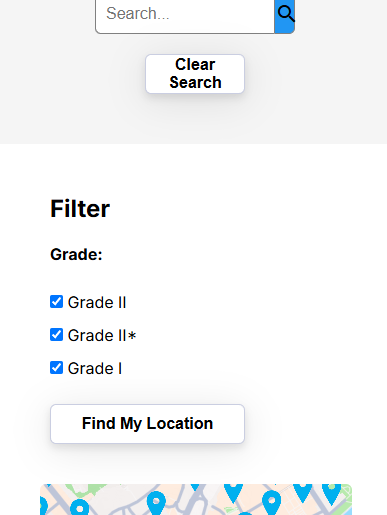 Search...
Clear
Search
Filter
Grade:
Grade II
Grade II*
Grade I
Find My Location